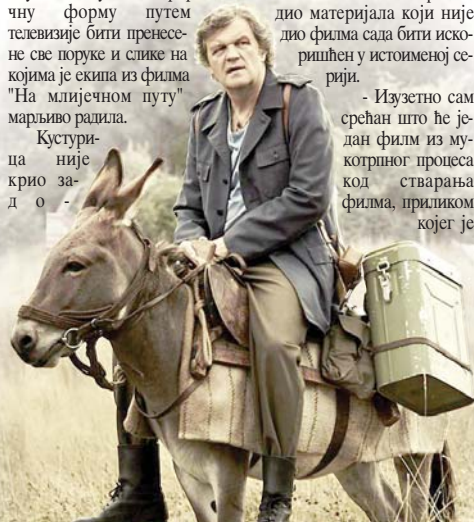 чну форму путем
телевизије бити пренесе-
не све поруке и слике на
којима је екипа из филма
"На млијечном путу"
марљиво радила.
Кустури-
ца није
крио за-
д о -
дио материјала који није
дио филма сада бити иско-
ришћен у истоименој се-
рији.
- Изузетно сам
срећан што ће је-
дан филм из му-
котрпног процеса
код стварања
филма, приликом
којег је